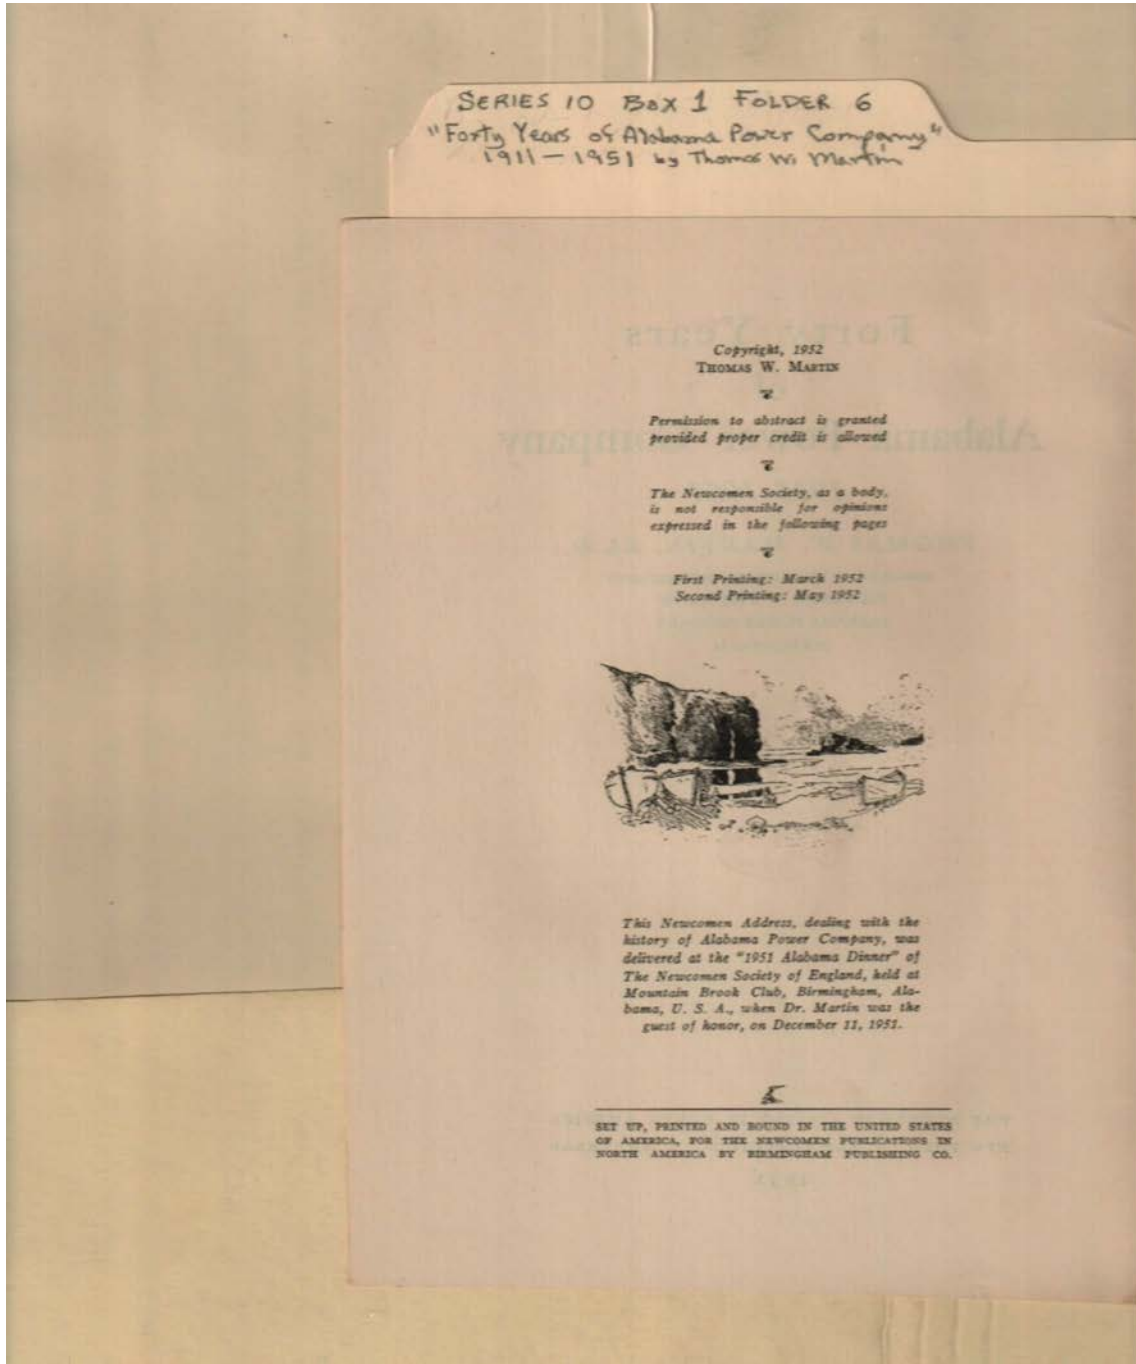 SERIES 10 BOX 1 FOLDER 6
"Forty Years of Alabama Power Company"
1911-1951 by Thomas W. Martin
Copyright, 1952
THOMAS W. MARTIN
Permission to abstract is granted
provided proper credit is allowed
The Newcomen Society, as a body,
is not responsible for opinions
expressed in the following pages
First Printing: March 1952
Second Printing: May 1952
This Newcomen Address, dealing with the
history of Alabama Power Company, was
delivered at the "1951 Alabama Dinner" of
The Newcomen Society of England, held at
Mountain Brook Club, Birmingham, Ala-
bama, U. S. A., when Dr. Martin was the
guest of honor, on December 11, 1951.
SET UP, PRINTED AND BOUND IN THE UNITED STATES
OF AMERICA, FOR THE NEWCOMEN PUBLICATIONS IN
NORTH AMERICA BY BIRMINGHAM PUBLISHING CO.